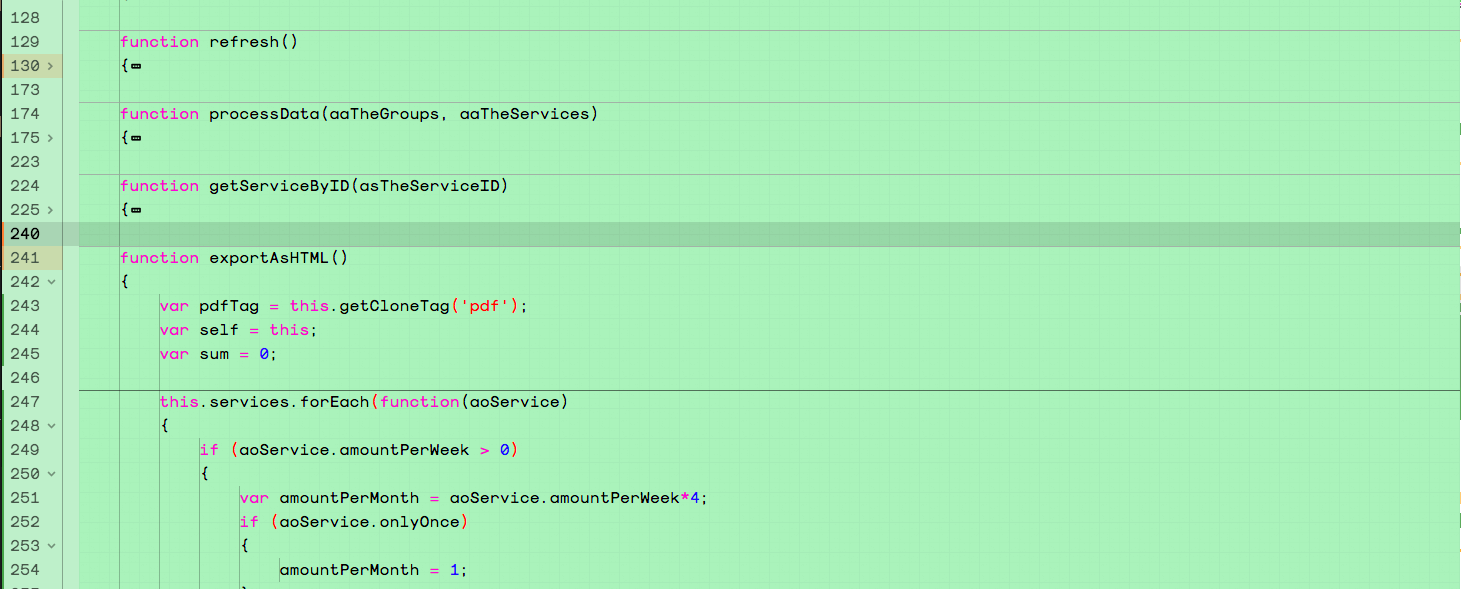 128
129 function refresh()
130 {
173
174 function processData(aaTheGroups, aaTheServices)
175 {
223
224 function getServiceByID(asTheServiceID)
225 {
240
241 function exportAsHTML()
242 {
243 var pdfTag = this.getCloneTag('pdf');
244 var self = this;
245 var sum = 0;
246
247 this.services.forEach(function(aoService)
248 {
249 if (aoService.amountPerWeek > 0)
250 {
251 var amountPerMonth = aoService.amountPerWeek*4;
252 if (aoService.onlyOnce)
253 {
254 amountPerMonth = 1;